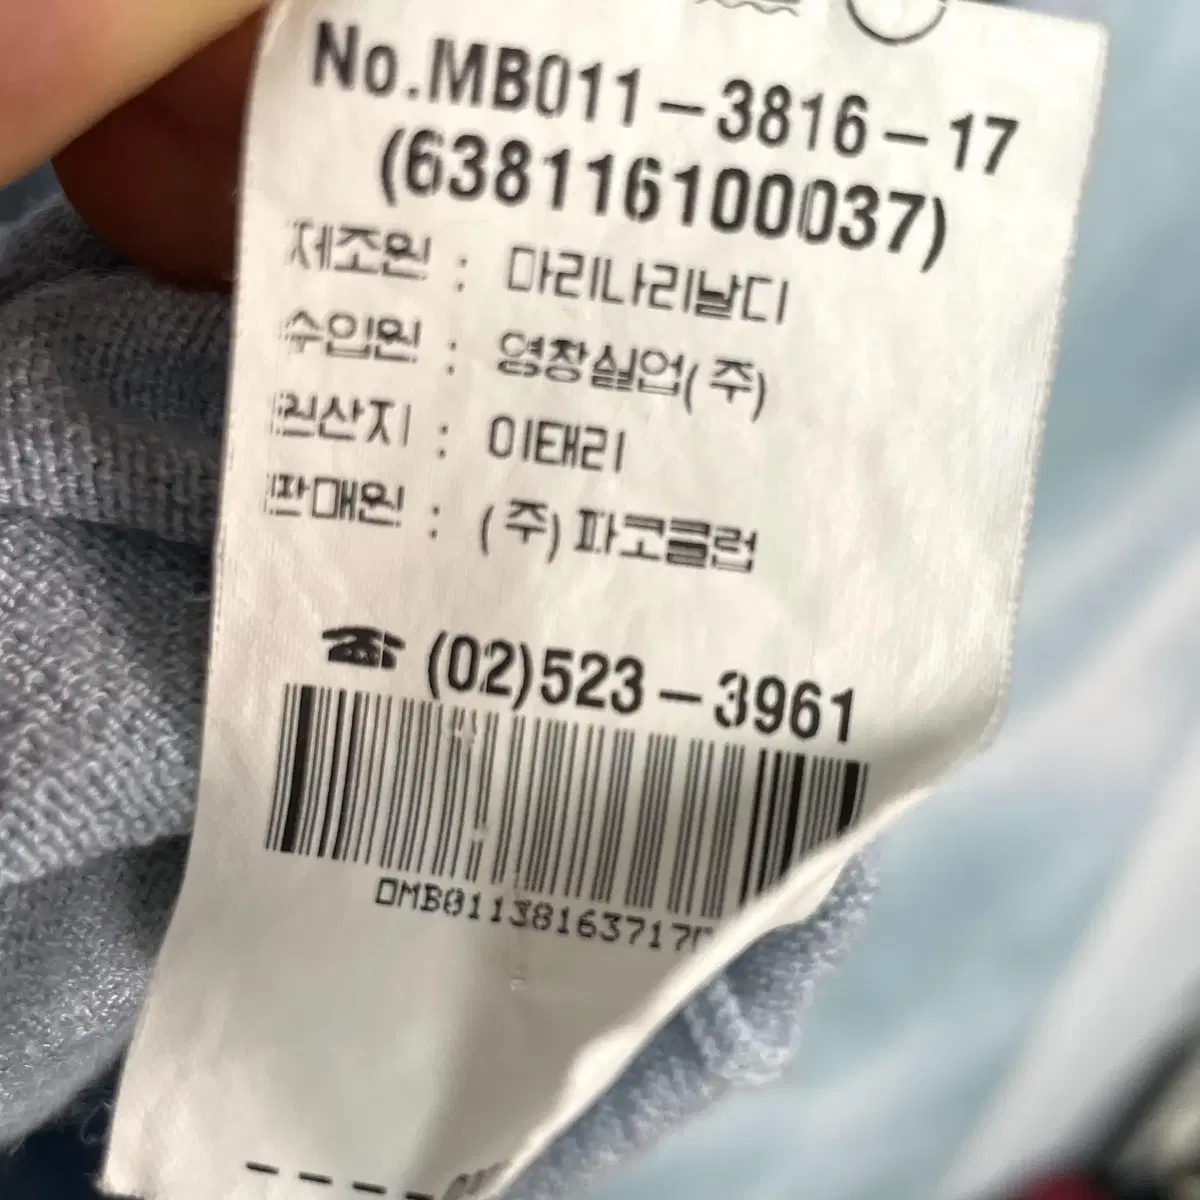 No.MB011-3816-17
(638116100037)
제조원 : 마리나리날디
수입원 : 영창실업(주)
원산지 : 이태리
판매원 : (주)파코클럽
☎ (02)523-3961
0MB01138163717
----